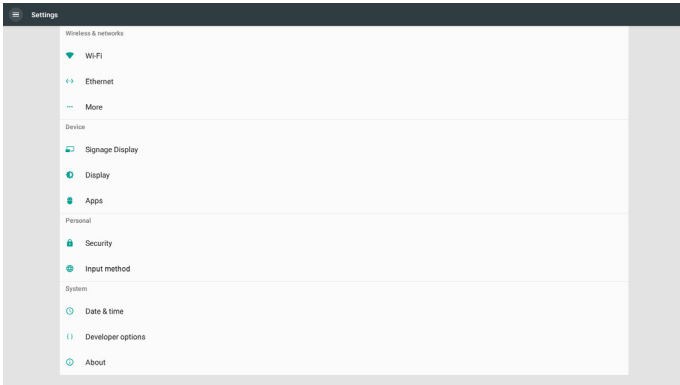 Settings
Wireless & networks
Wi-Fi
Ethernet
More
Device
Signage Display
Display
Apps
Personal
Security
Input method
System
Date & time
Developer options
About